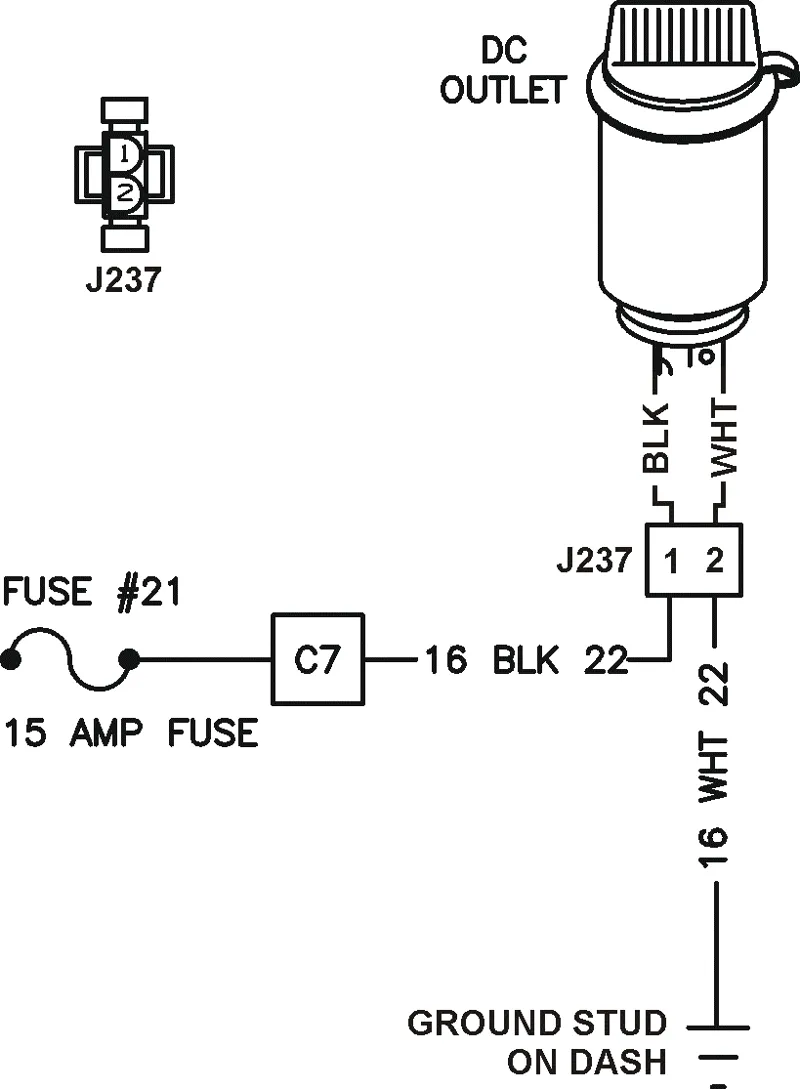 DC
OUTLET
1
2
J237
BLK
WHT
J237
1 2
FUSE #21
C7
16 BLK 22
15 AMP FUSE
16 WHT 22
GROUND STUD
ON DASH